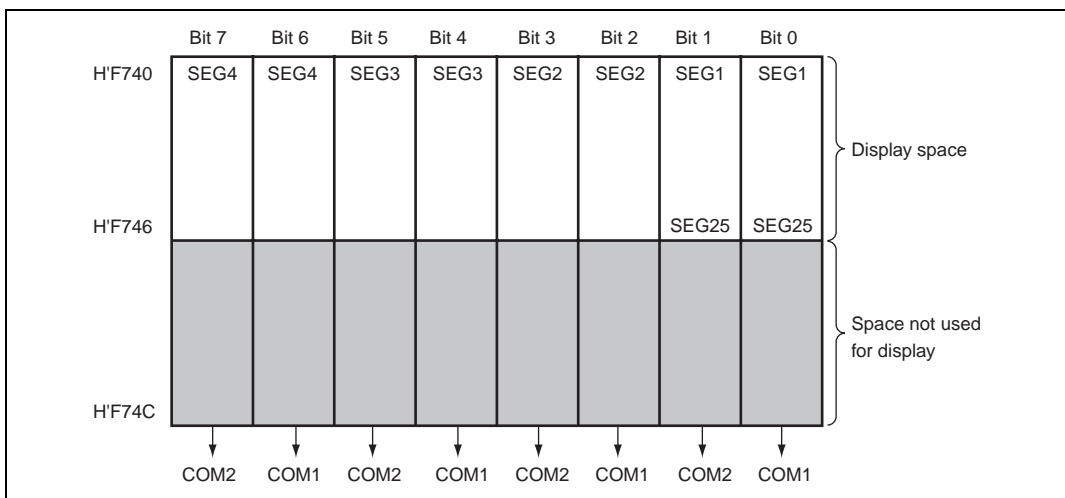 Bit 7 Bit 6 Bit 5 Bit 4 Bit 3 Bit 2 Bit 1 Bit 0
H'F740 SEG4 SEG4 SEG3 SEG3 SEG2 SEG2 SEG1 SEG1
Display space
H'F746 SEG25 SEG25
Space not used
for display
H'F74C
COM2 COM1 COM2 COM1 COM2 COM1 COM2 COM1